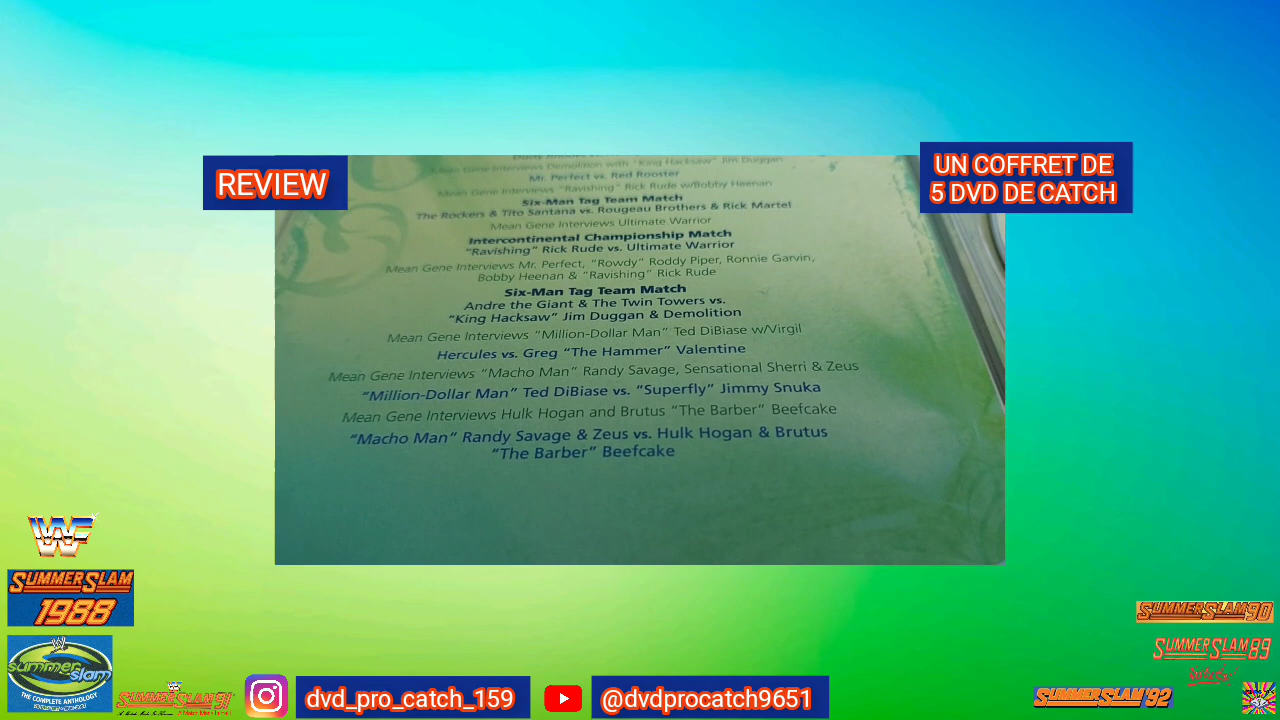 REVIEW
UN COFFRET DE
5 DVD DE CATCH
Mean Gene Interviews Demolition with "King Hacksaw" Jim Duggan
Mr. Perfect vs. Red Rooster
Mean Gene Interviews "Ravishing" Rick Rude w/Bobby Heenan
Six-Man Tag Team Match
The Rockers & Tito Santana vs. Rougeau Brothers & Rick Martel
Mean Gene Interviews Ultimate Warrior
Intercontinental Championship Match
"Ravishing" Rick Rude vs. Ultimate Warrior
Mean Gene Interviews Mr. Perfect, "Rowdy" Roddy Piper, Ronnie Garvin,
Bobby Heenan & "Ravishing" Rick Rude
Six-Man Tag Team Match
Andre the Giant & The Twin Towers vs.
"King Hacksaw" Jim Duggan & Demolition
Mean Gene Interviews "Million-Dollar Man" Ted DiBiase w/Virgil
Hercules vs. Greg "The Hammer" Valentine
Mean Gene Interviews "Macho Man" Randy Savage, Sensational Sherri & Zeus
"Million-Dollar Man" Ted DiBiase vs. "Superfly" Jimmy Snuka
Mean Gene Interviews Hulk Hogan and Brutus "The Barber" Beefcake
"Macho Man" Randy Savage & Zeus vs. Hulk Hogan & Brutus
"The Barber" Beefcake
WF
SUMMERSLAM
1988
summerslam
THE COMPLETE ANTHOLOGY
SUMMERSLAM 91
dvd_pro_catch_159
@dvdprocatch9651
SUMMERSLAM 90
SUMMERSLAM 89
SUMMERSLAM '92